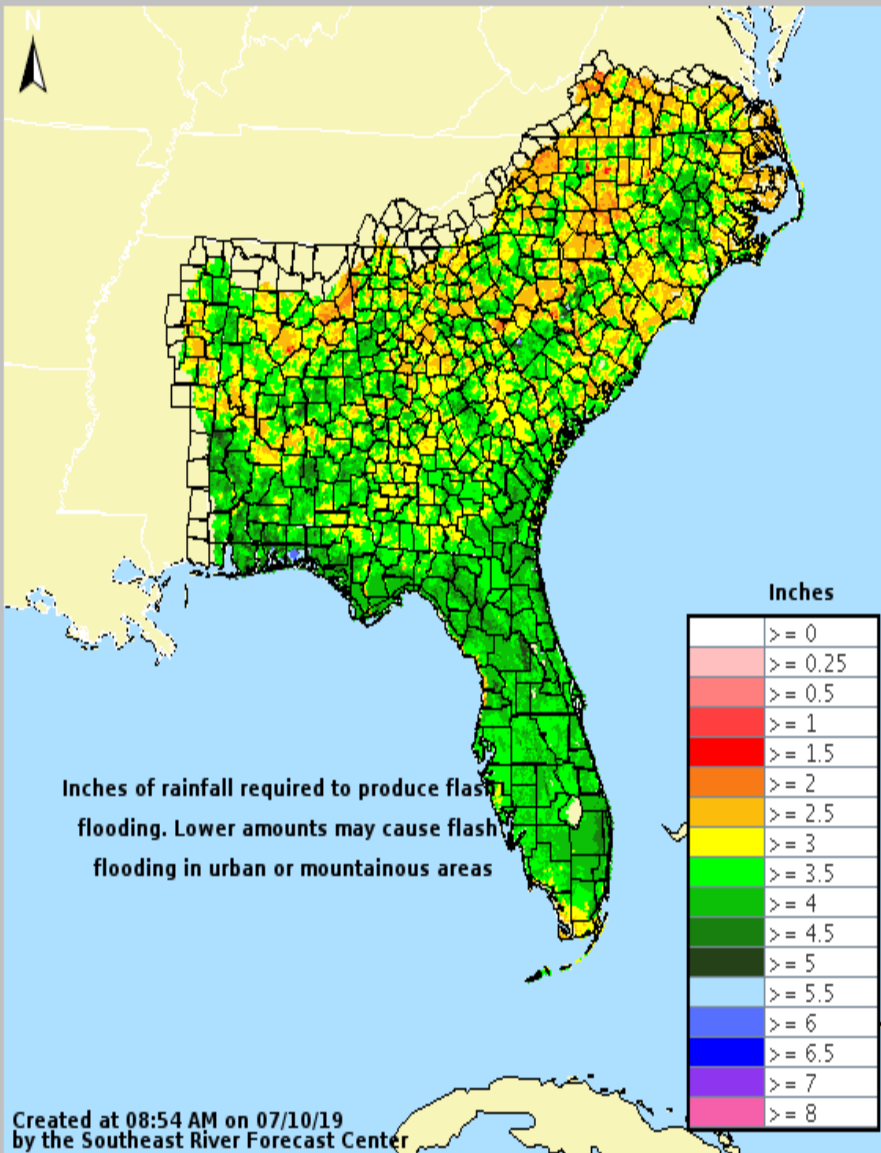 N
Inches
>= 0
>= 0.25
>= 0.5
>= 1
>= 1.5
>= 2
>= 2.5
>= 3
>= 3.5
>= 4
>= 4.5
>= 5
>= 5.5
>= 6
>= 6.5
>= 7
>= 8
Inches of rainfall required to produce flash
flooding. Lower amounts may cause flash
flooding in urban or mountainous areas
Created at 08:54 AM on 07/10/19
by the Southeast River Forecast Center